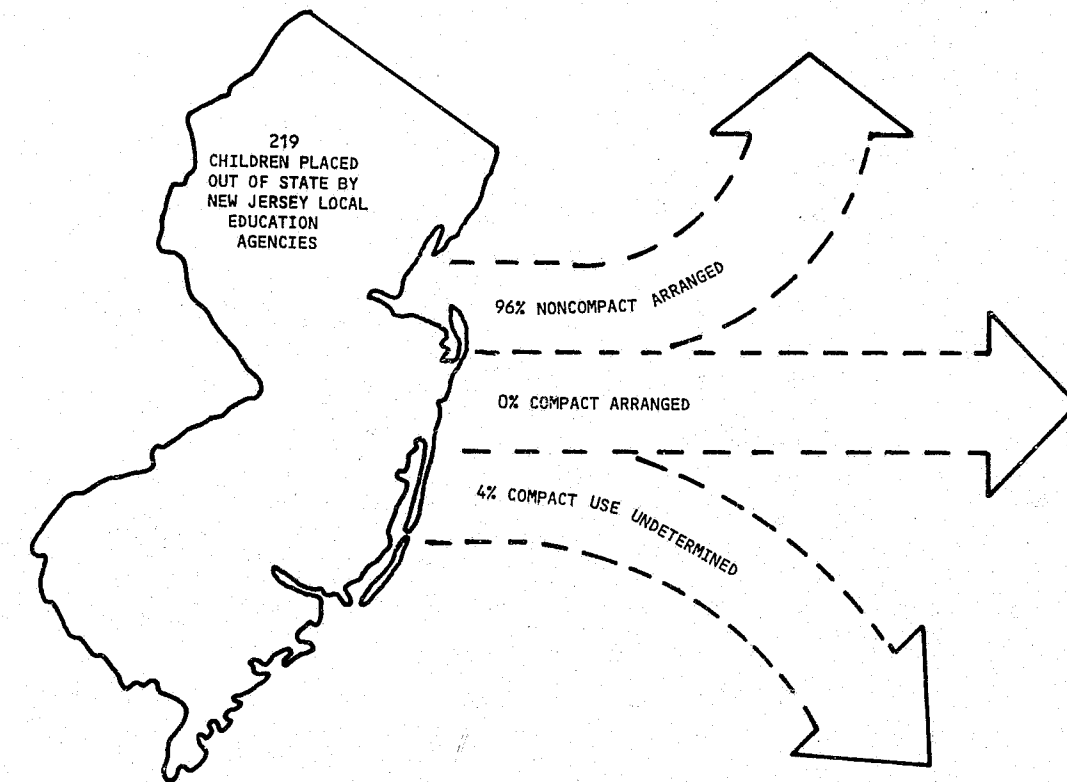 219
CHILDREN PLACED
OUT OF STATE BY
NEW JERSEY LOCAL
EDUCATION
AGENCIES
96% NONCOMPACT ARRANGED
0% COMPACT ARRANGED
4% COMPACT USE UNDETERMINED